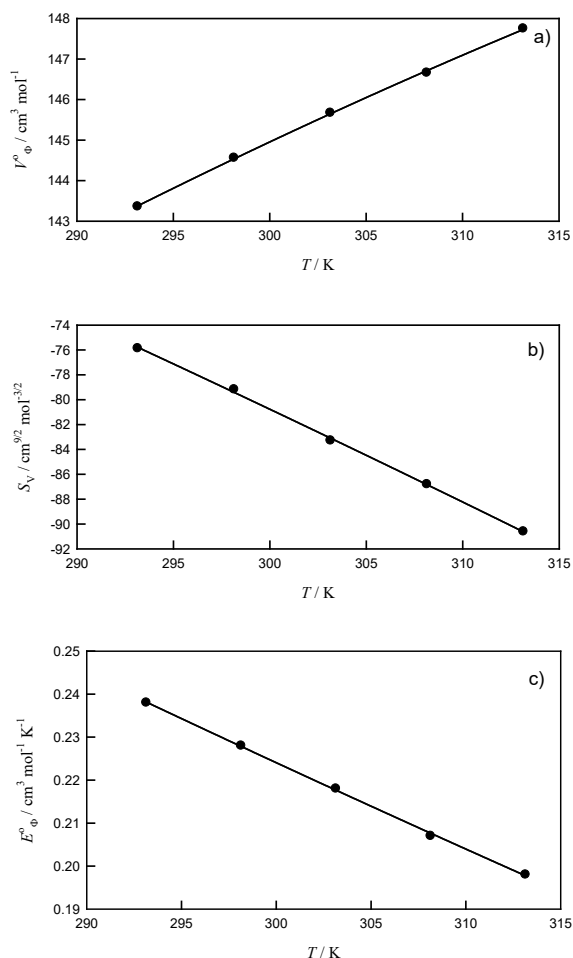 148
147
146
145
144
143
290 295 300 305 310 315
V°Φ / cm³ mol⁻¹
T / K
a)
-74
-76
-78
-80
-82
-84
-86
-88
-90
-92
290 295 300 305 310 315
S_V / cm^9/2 mol^-3/2
T / K
b)
0.25
0.24
0.23
0.22
0.21
0.20
0.19
290 295 300 305 310 315
E°Φ / cm³ mol⁻¹ K⁻¹
T / K
c)